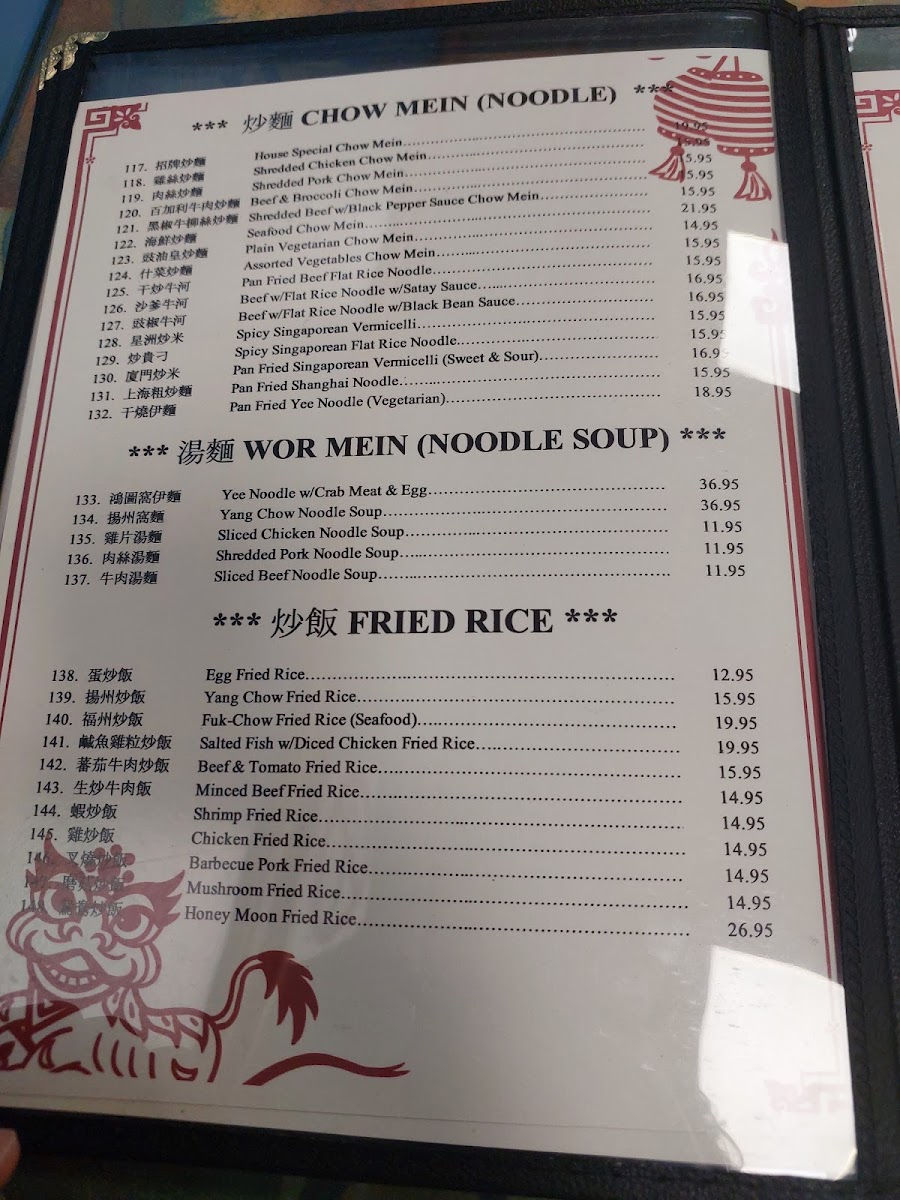 *** 炒麵 CHOW MEIN (NOODLE) ***
117. 招牌炒麵 House Special Chow Mein 19.95
118. 雞絲炒麵 Shredded Chicken Chow Mein 15.95
119. 肉絲炒麵 Shredded Pork Chow Mein 15.95
120. 百加利牛肉炒麵 Beef & Broccoli Chow Mein 15.95
121. 黑椒牛柳絲炒麵 Shredded Beef w/Black Pepper Sauce Chow Mein 15.95
122. 海鮮炒麵 Seafood Chow Mein 21.95
123. 豉油皇炒麵 Plain Vegetarian Chow Mein 14.95
124. 什菜炒麵 Assorted Vegetables Chow Mein 15.95
125. 干炒牛河 Pan Fried Beef Flat Rice Noodle 15.95
126. 沙爹牛河 Beef w/Flat Rice Noodle w/Satay Sauce 16.95
127. 豉椒牛河 Beef w/Flat Rice Noodle w/Black Bean Sauce 16.95
128. 星洲炒米 Spicy Singaporean Vermicelli 15.95
129. 炒貴刁 Spicy Singaporean Flat Rice Noodle 15.95
130. 廈門炒米 Pan Fried Singaporean Vermicelli (Sweet & Sour) 16.95
131. 上海粗炒麵 Pan Fried Shanghai Noodle 15.95
132. 干燒伊麵 Pan Fried Yee Noodle (Vegetarian) 18.95
*** 湯麵 WOR MEIN (NOODLE SOUP) ***
133. 鴻圖窩伊麵 Yee Noodle w/Crab Meat & Egg 36.95
134. 揚州窩麵 Yang Chow Noodle Soup 36.95
135. 雞片湯麵 Sliced Chicken Noodle Soup 11.95
136. 肉絲湯麵 Shredded Pork Noodle Soup 11.95
137. 牛肉湯麵 Sliced Beef Noodle Soup 11.95
*** 炒飯 FRIED RICE ***
138. 蛋炒飯 Egg Fried Rice 12.95
139. 揚州炒飯 Yang Chow Fried Rice 15.95
140. 福州炒飯 Fuk-Chow Fried Rice (Seafood) 19.95
141. 鹹魚雞粒炒飯 Salted Fish w/Diced Chicken Fried Rice 19.95
142. 蕃茄牛肉炒飯 Beef & Tomato Fried Rice 15.95
143. 生炒牛肉飯 Minced Beef Fried Rice 14.95
144. 蝦炒飯 Shrimp Fried Rice 14.95
145. 雞炒飯 Chicken Fried Rice 14.95
146. 叉燒炒飯 Barbecue Pork Fried Rice 14.95
147. 磨菇炒飯 Mushroom Fried Rice 14.95
148. 鴛鴦炒飯 Honey Moon Fried Rice 26.95